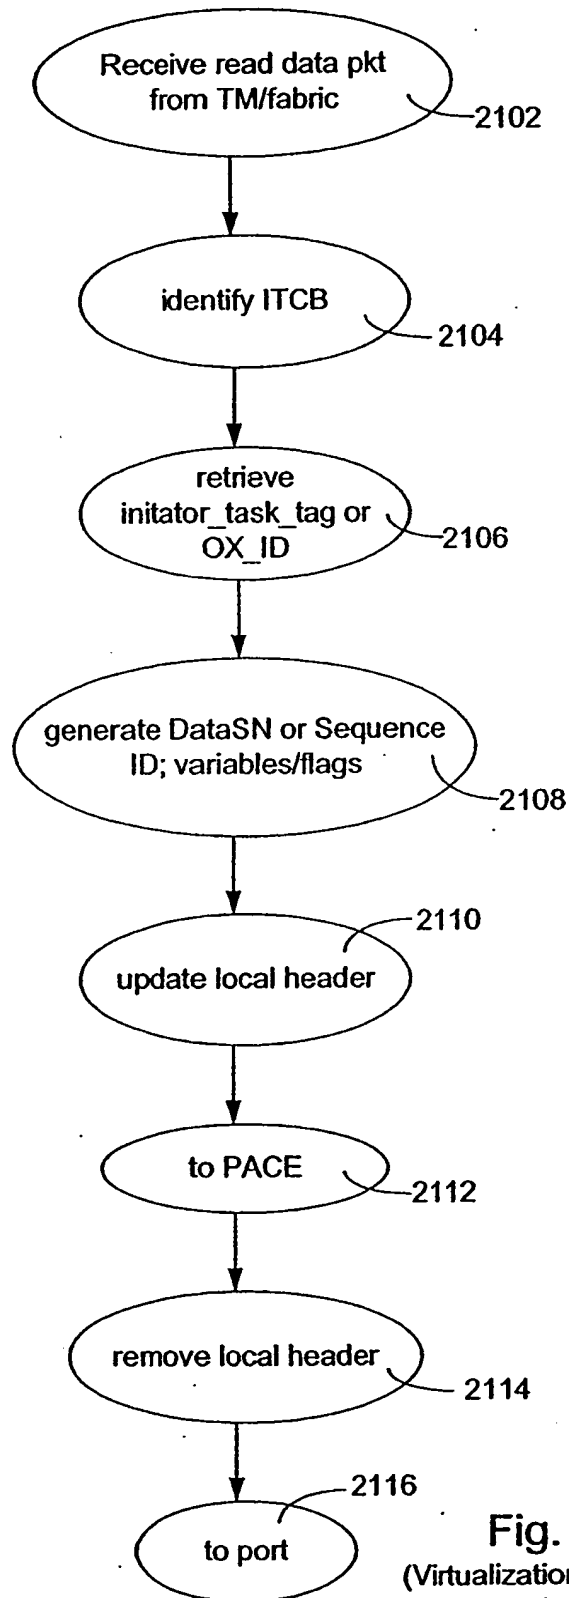 Receive read data pkt
from TM/fabric
2102
identify ITCB
2104
retrieve
initator_task_tag or
OX_ID
2106
generate DataSN or Sequence
ID; variables/flags
2108
2110
update local header
to PACE
2112
remove local header
2114
2116
to port
Fig.
(Virtualization